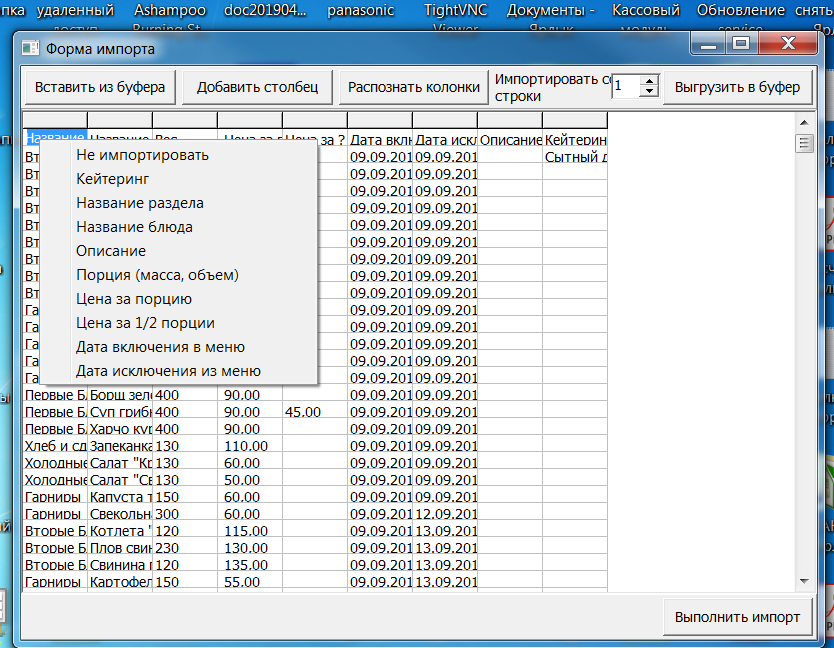 пка удаленный Ashampoo doc201904... panasonic TightVNC Документы - Кассовый Обновление снять
доступ Burning St Viewer Ярлык модуль service
Форма импорта
Вставить из буфера Добавить столбец Распознать колонки Импортировать со строки 1 Выгрузить в буфер
Название Название Вес Цена за п Цена за ? Дата вклн Дата искл Описание Кейтерин
Вт 09.09.201 09.09.201 Сытный д
Не импортировать
Кейтеринг
Название раздела
Название блюда
Описание
Порция (масса, объем)
Цена за порцию
Цена за 1/2 порции
Дата включения в меню
Дата исключения из меню
Вт 09.09.201 09.09.201
Вт 09.09.201 09.09.201
Вт 09.09.201 09.09.201
Вт 09.09.201 09.09.201
Вт 09.09.201 09.09.201
Вт 09.09.201 09.09.201
Вт 09.09.201 09.09.201
Вт 09.09.201 09.09.201
Га 09.09.201 09.09.201
Га 09.09.201 09.09.201
Га 09.09.201 09.09.201
Га 09.09.201 09.09.201
Га 09.09.201 09.09.201
Первые Бл Борщ зел 400 90.00 09.09.201 09.09.201
Первые Бл Суп гриб 400 90.00 45.00 09.09.201 09.09.201
Первые Бл Харчо кур 400 90.00 09.09.201 09.09.201
Хлеб и сд Запеканка 130 110.00 09.09.201 09.09.201
Холодные Салат "Кр 130 60.00 09.09.201 09.09.201
Холодные Салат "Св 130 50.00 09.09.201 09.09.201
Гарниры Капуста т 150 60.00 09.09.201 09.09.201
Гарниры Свекольн 300 60.00 09.09.201 12.09.201
Вторые Б Котлета " 120 115.00 09.09.201 13.09.201
Вторые Б Плов сви 230 130.00 09.09.201 13.09.201
Вторые Б Свинина п 120 135.00 09.09.201 13.09.201
Гарниры Картофел 150 55.00 09.09.201 13.09.201
Выполнить импорт